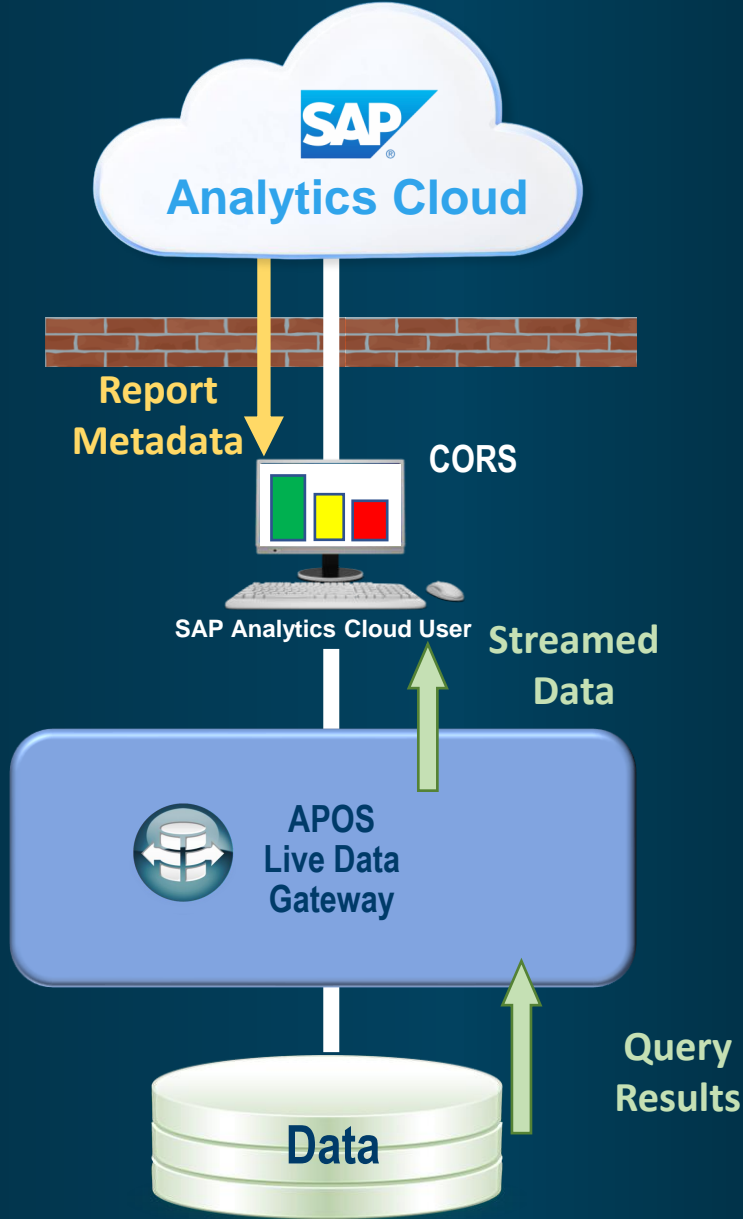 SAP
®
Analytics Cloud
Report
Metadata
CORS
SAP Analytics Cloud User
Streamed
Data
APOS
Live Data
Gateway
Query
Results
Data